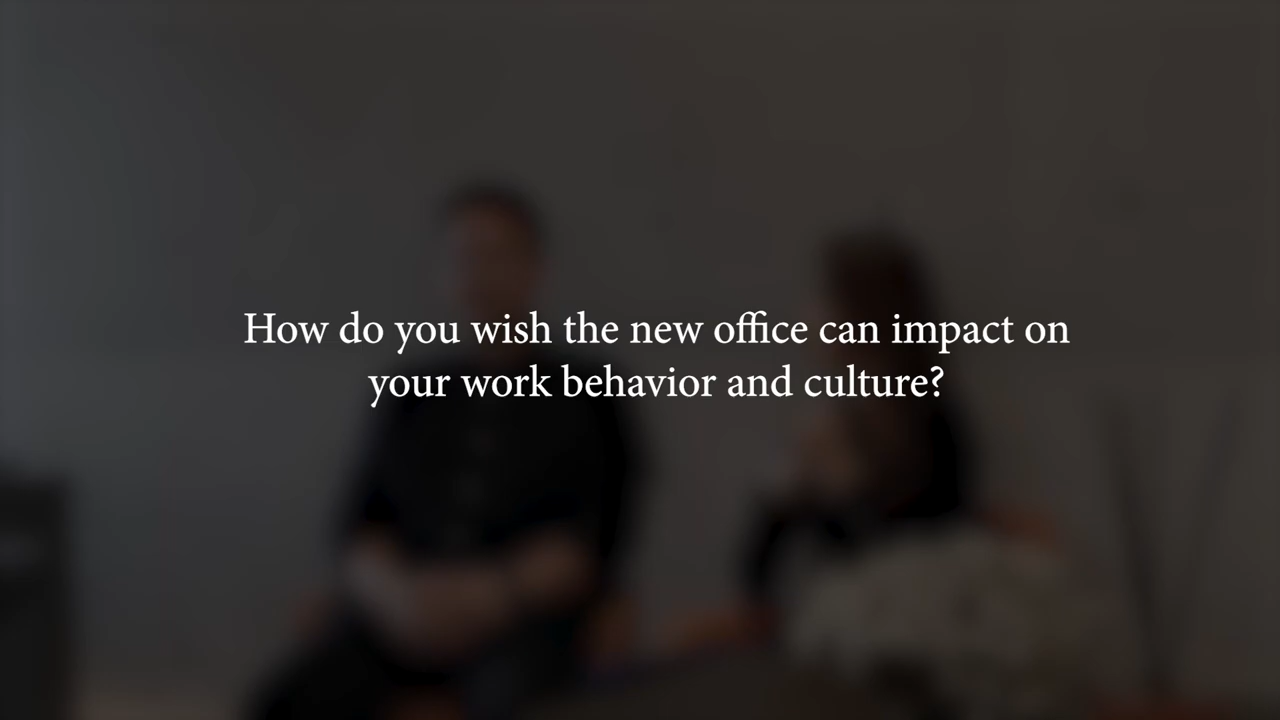 How do you wish the new office can impact on
your work behavior and culture?